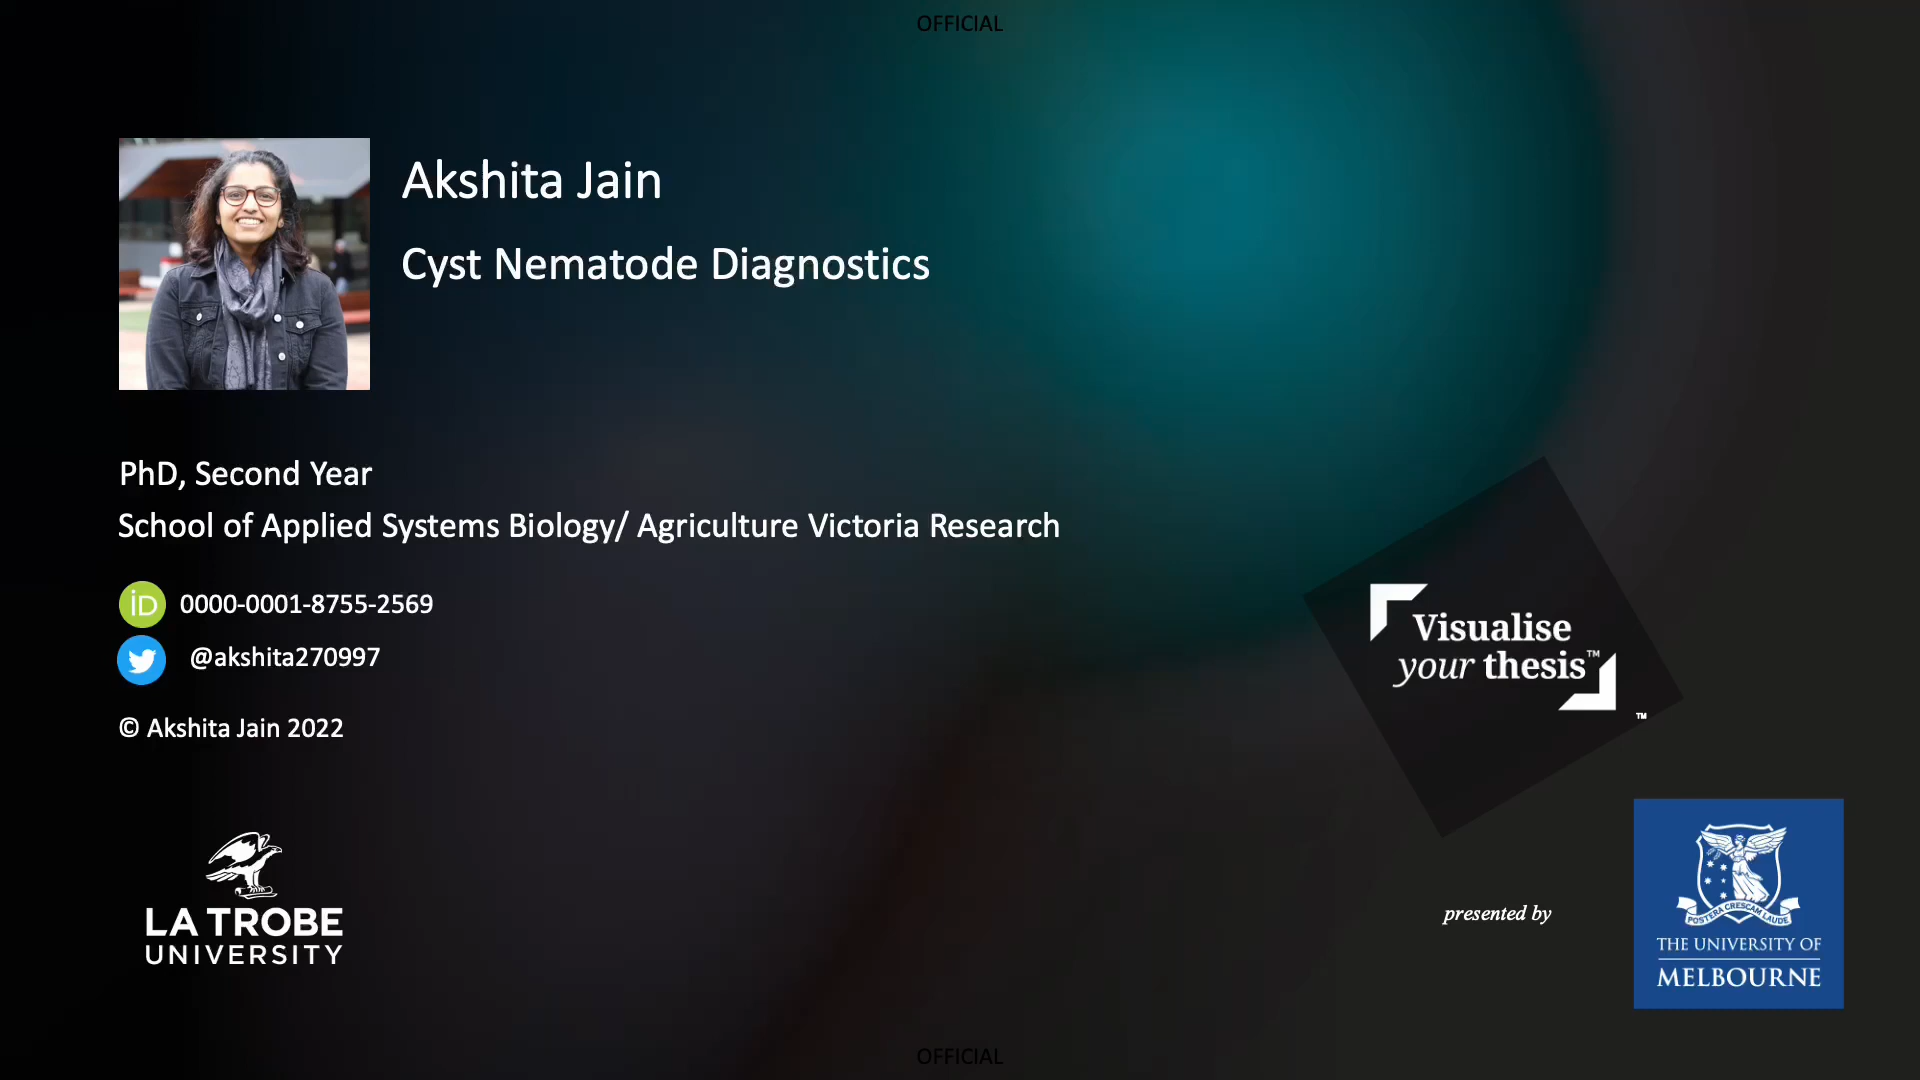 OFFICIAL
Akshita Jain
Cyst Nematode Diagnostics
PhD, Second Year
School of Applied Systems Biology/ Agriculture Victoria Research
iD 0000-0001-8755-2569
@akshita270997
© Akshita Jain 2022
Visualise
your thesis™
™
LA TROBE
UNIVERSITY
presented by
POSTERA CRESCAM LAUDE
THE UNIVERSITY OF
MELBOURNE
OFFICIAL